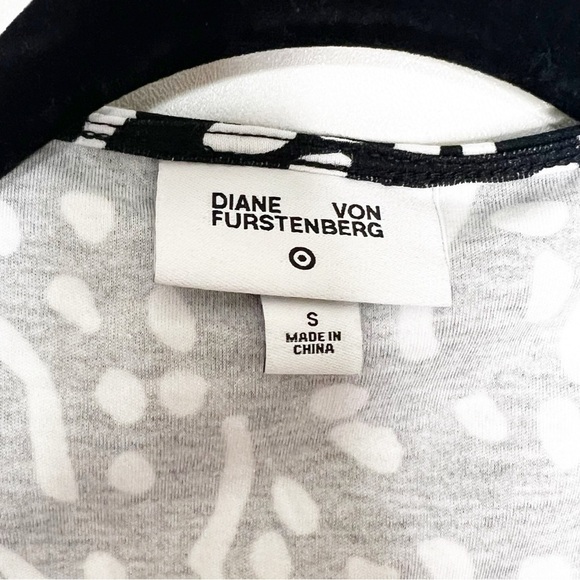 DIANE VON
FURSTENBERG
S
MADE IN
CHINA